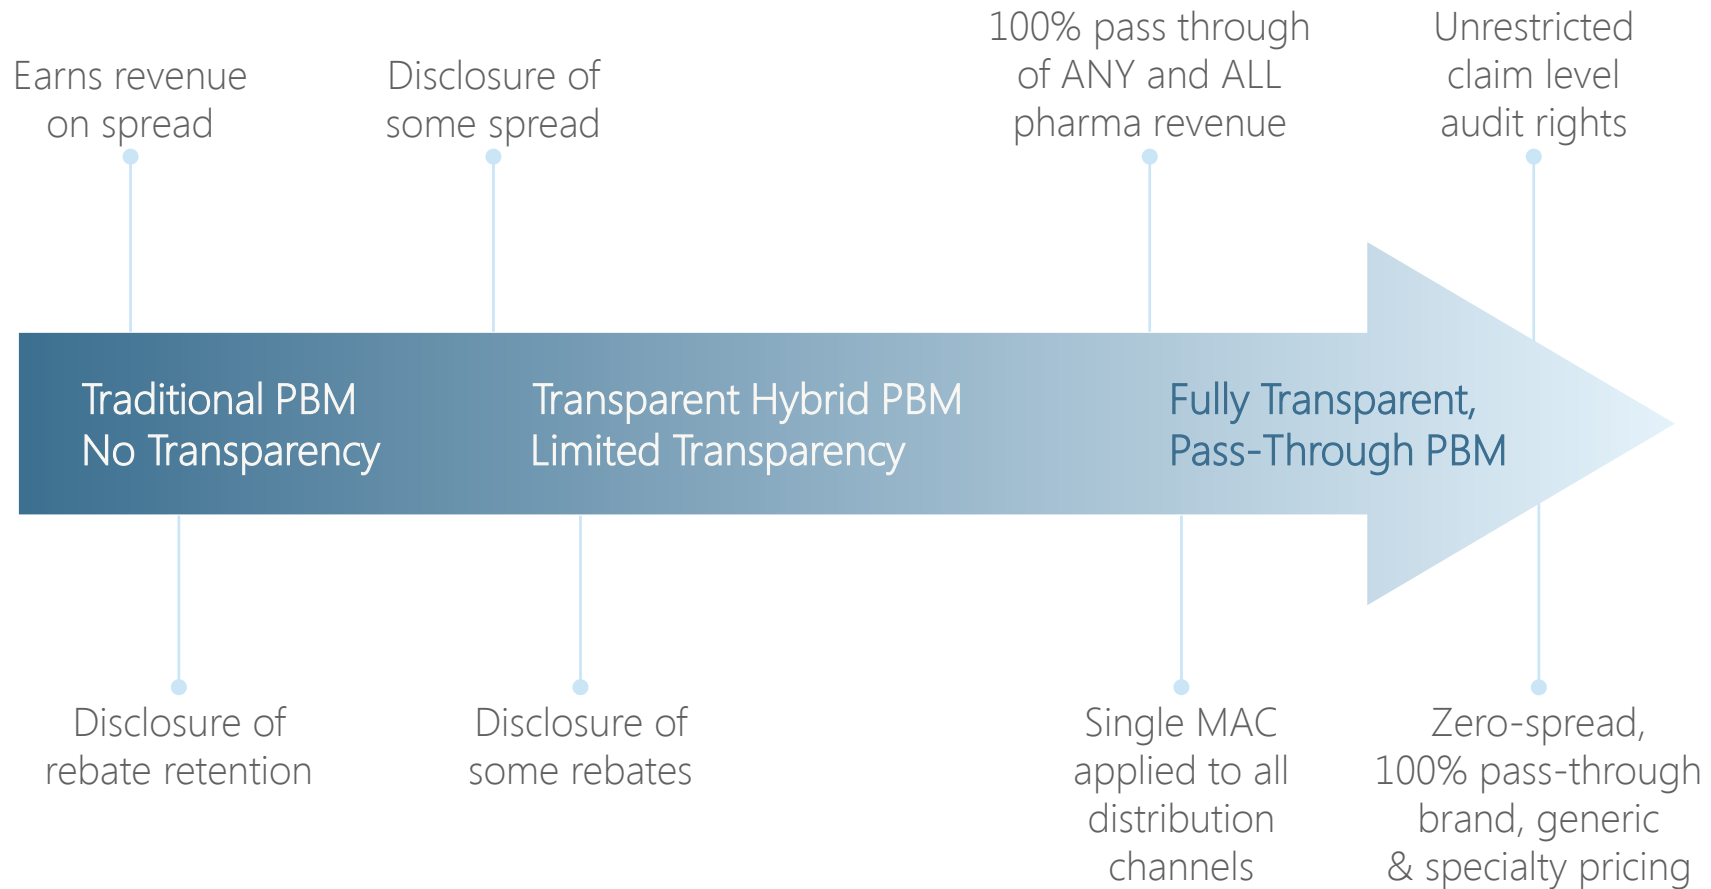 Earns revenue
on spread
Disclosure of
some spread
100% pass through
of ANY and ALL
pharma revenue
Unrestricted
claim level
audit rights
Traditional PBM
No Transparency
Transparent Hybrid PBM
Limited Transparency
Fully Transparent,
Pass-Through PBM
Disclosure of
rebate retention
Disclosure of
some rebates
Single MAC
applied to all
distribution
channels
Zero-spread,
100% pass-through
brand, generic
& specialty pricing